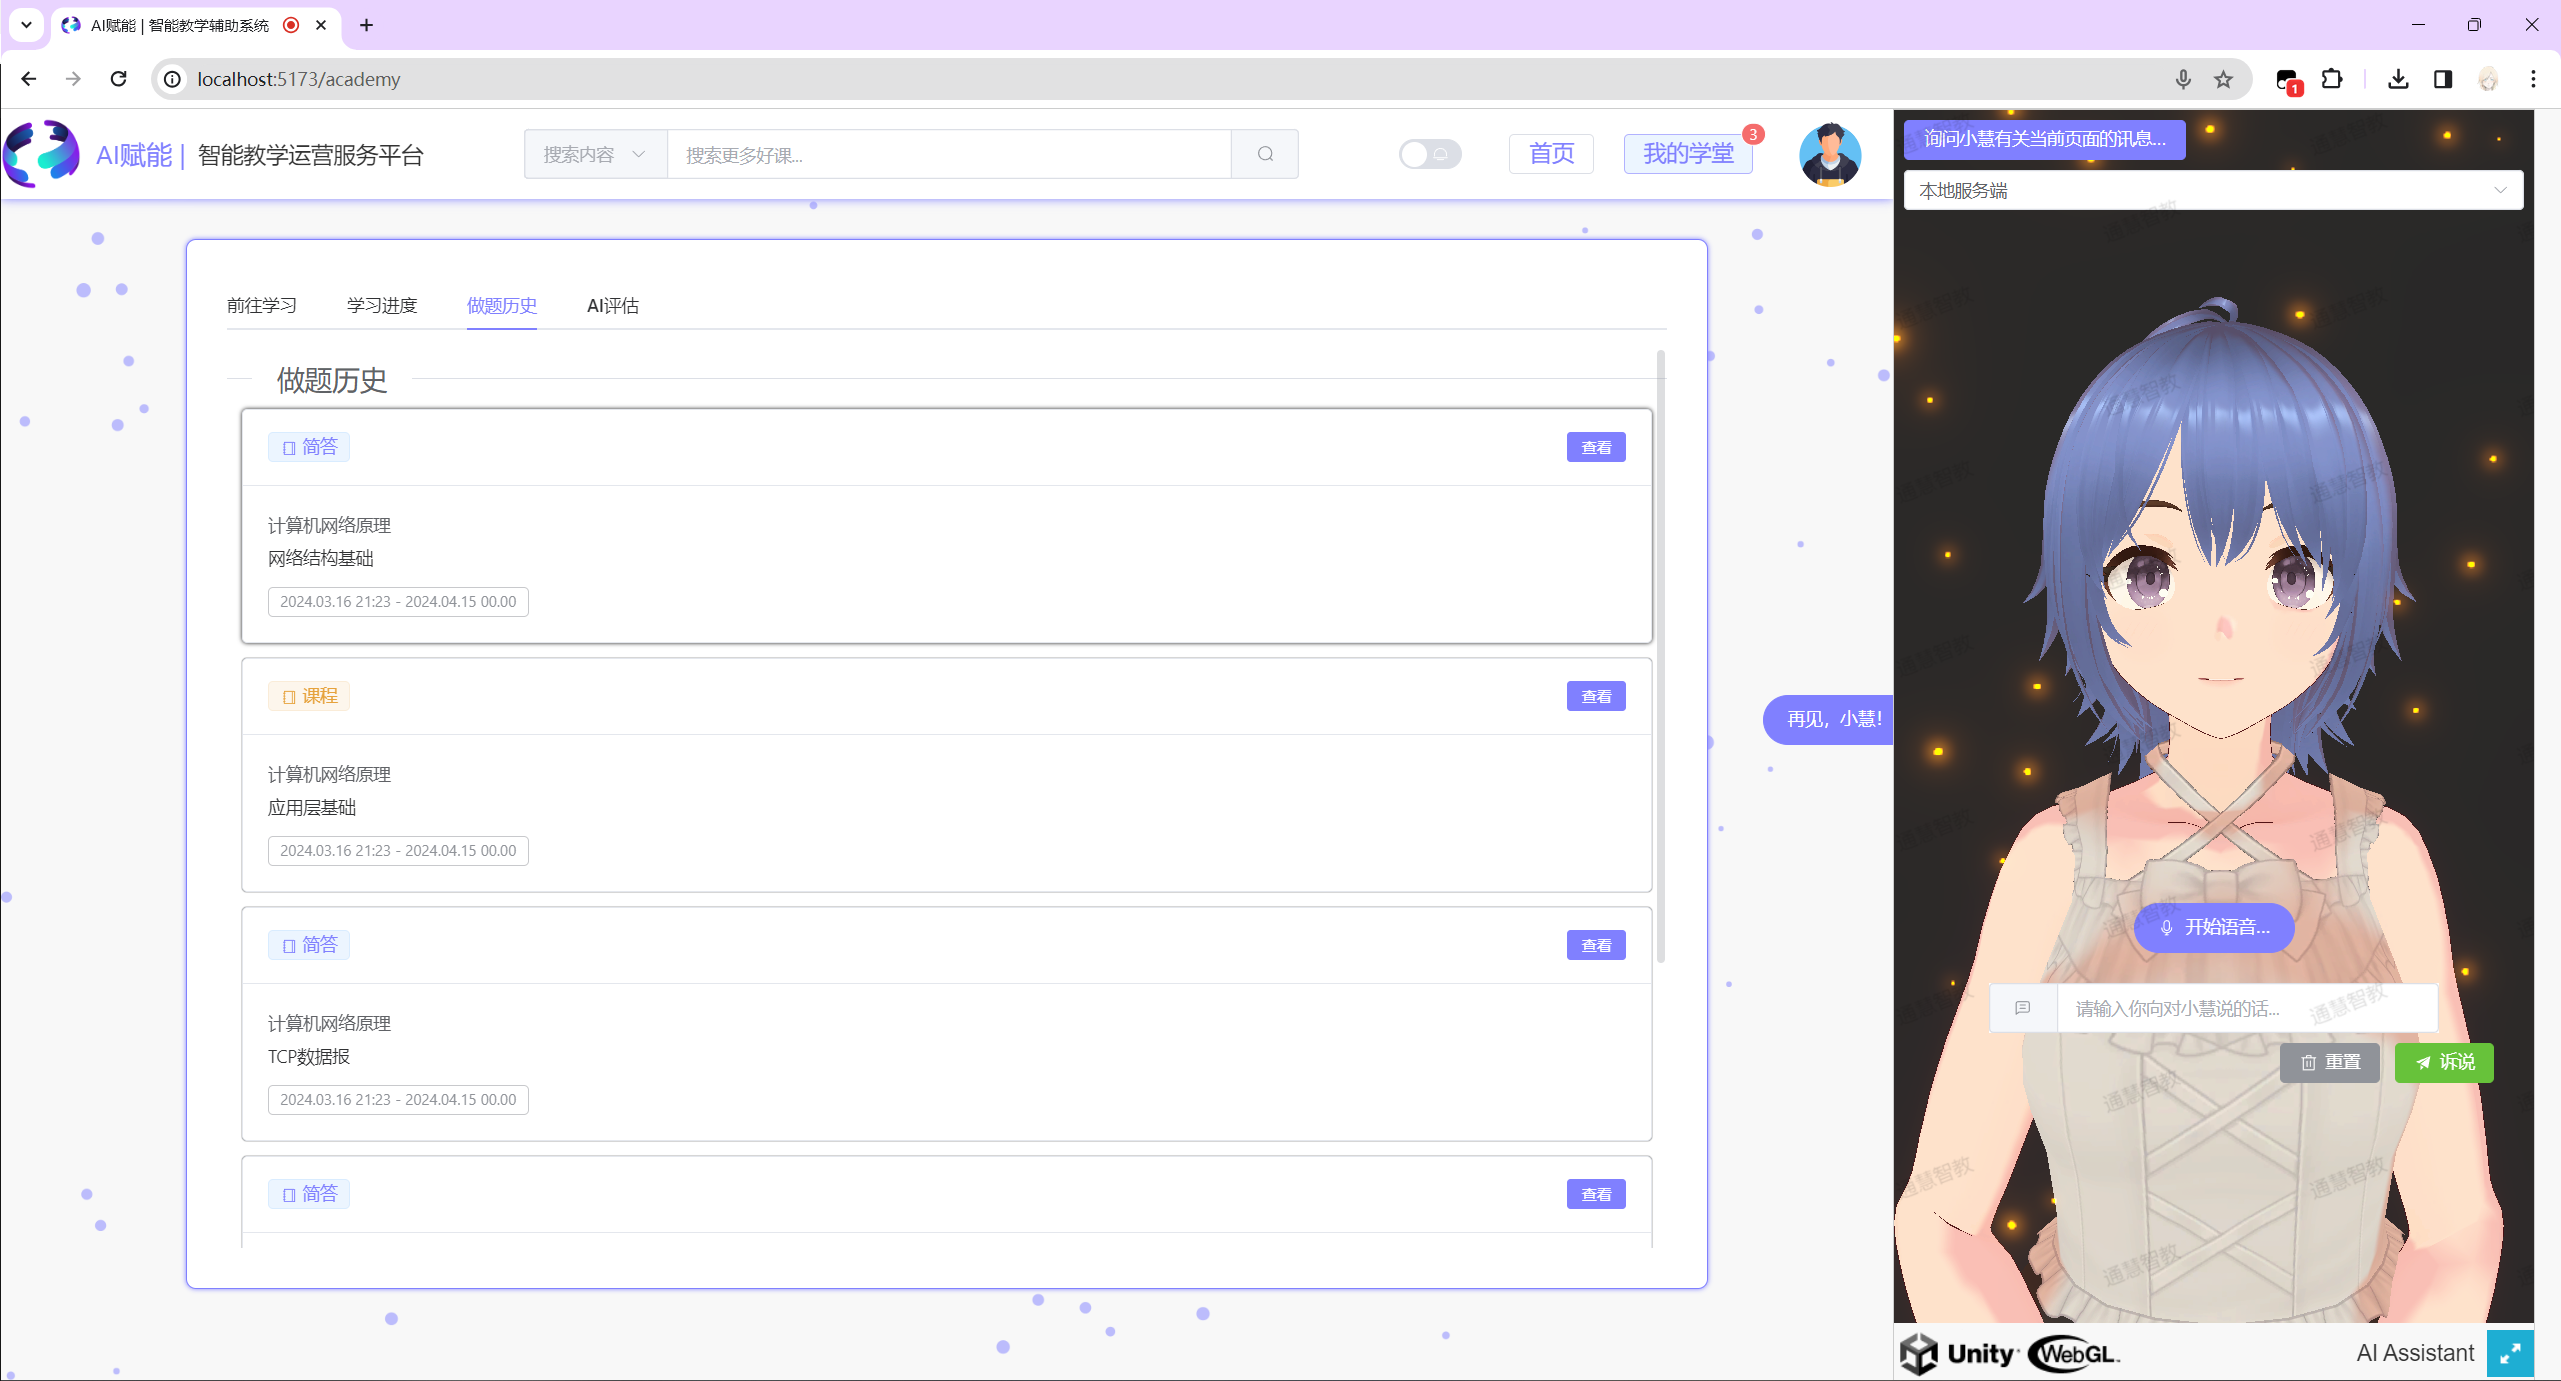 AI赋能 | 智能教学辅助系统
localhost:5173/academy
1
AI赋能 | 智能教学运营服务平台
搜索内容
搜索更多好课...
首页
我的学堂
3
前往学习
学习进度
做题历史
AI评估
做题历史
简答
查看
计算机网络原理
网络结构基础
2024.03.16 21:23 - 2024.04.15 00.00
课程
查看
计算机网络原理
应用层基础
2024.03.16 21:23 - 2024.04.15 00.00
简答
查看
计算机网络原理
TCP数据报
2024.03.16 21:23 - 2024.04.15 00.00
简答
查看
再见，小慧！
询问小慧有关当前页面的讯息...
本地服务端
开始语音...
请输入你向对小慧说的话...
重置
诉说
通慧智教
Unity
WebGL
AI Assistant